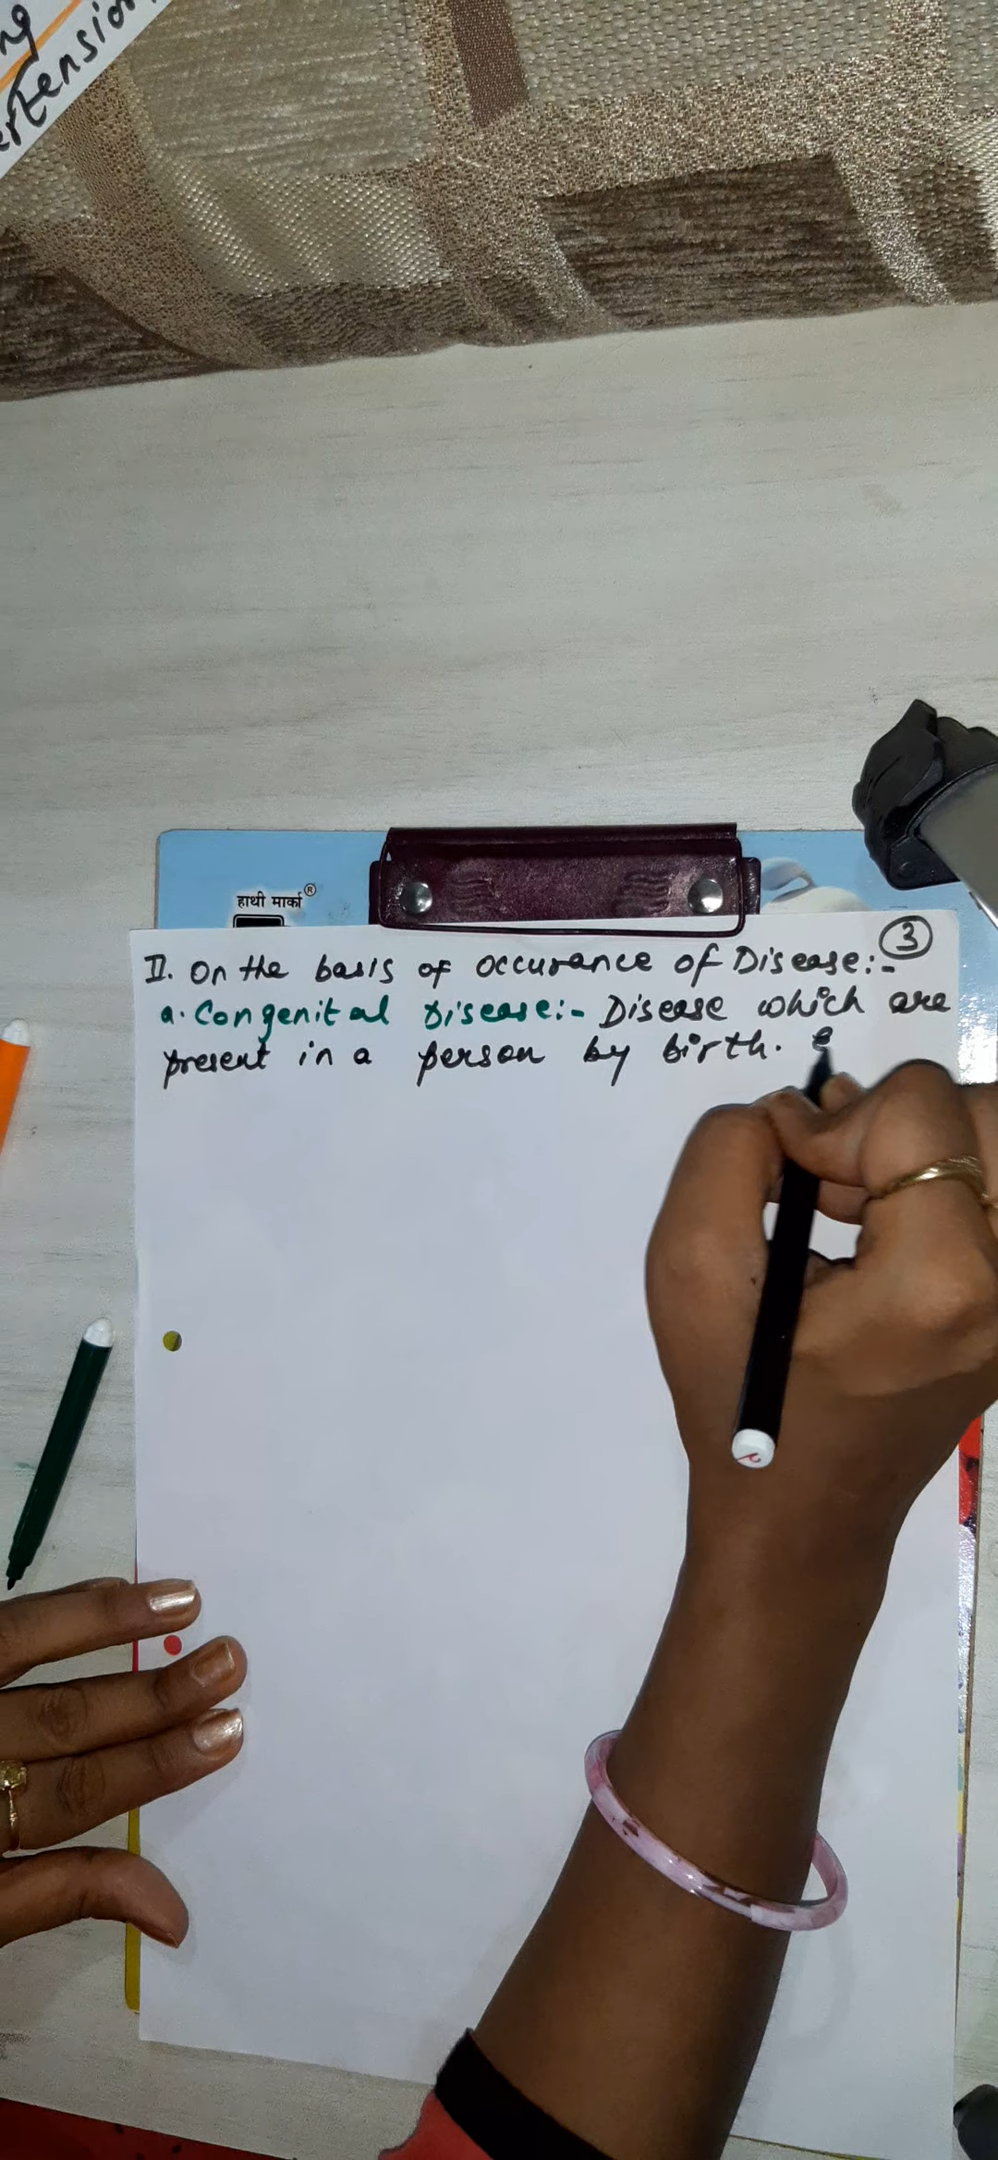 ng
ertension
हाथी मार्का®
3
II. On the basis of occurance of Disease:-
a. Congenital Disease:- Disease which are
present in a person by birth. e